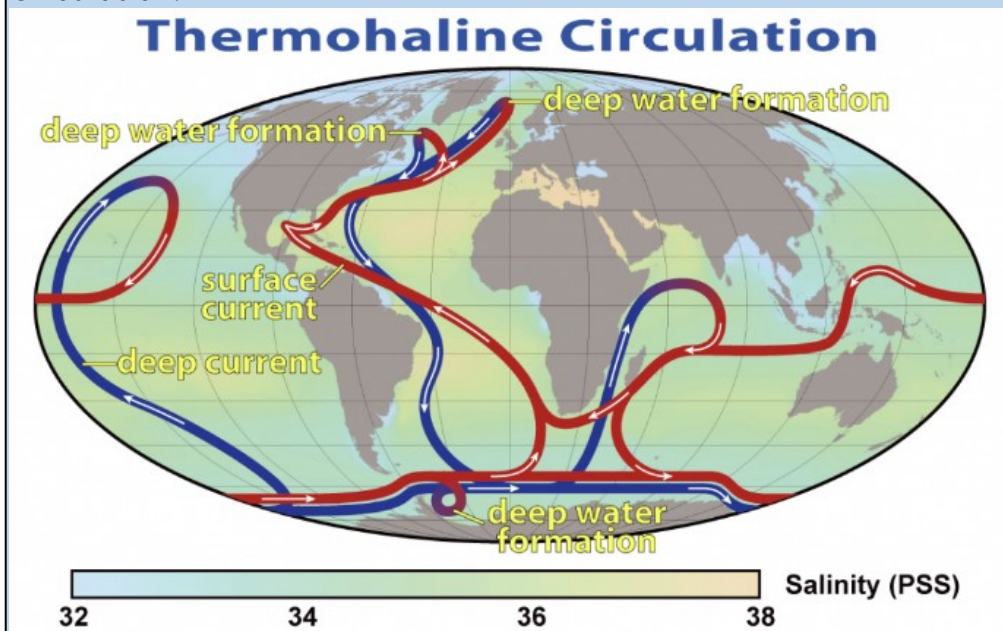 Thermohaline Circulation
deep water formation
deep water formation
surface
current
deep current
deep water
formation
Salinity (PSS)
32 34 36 38